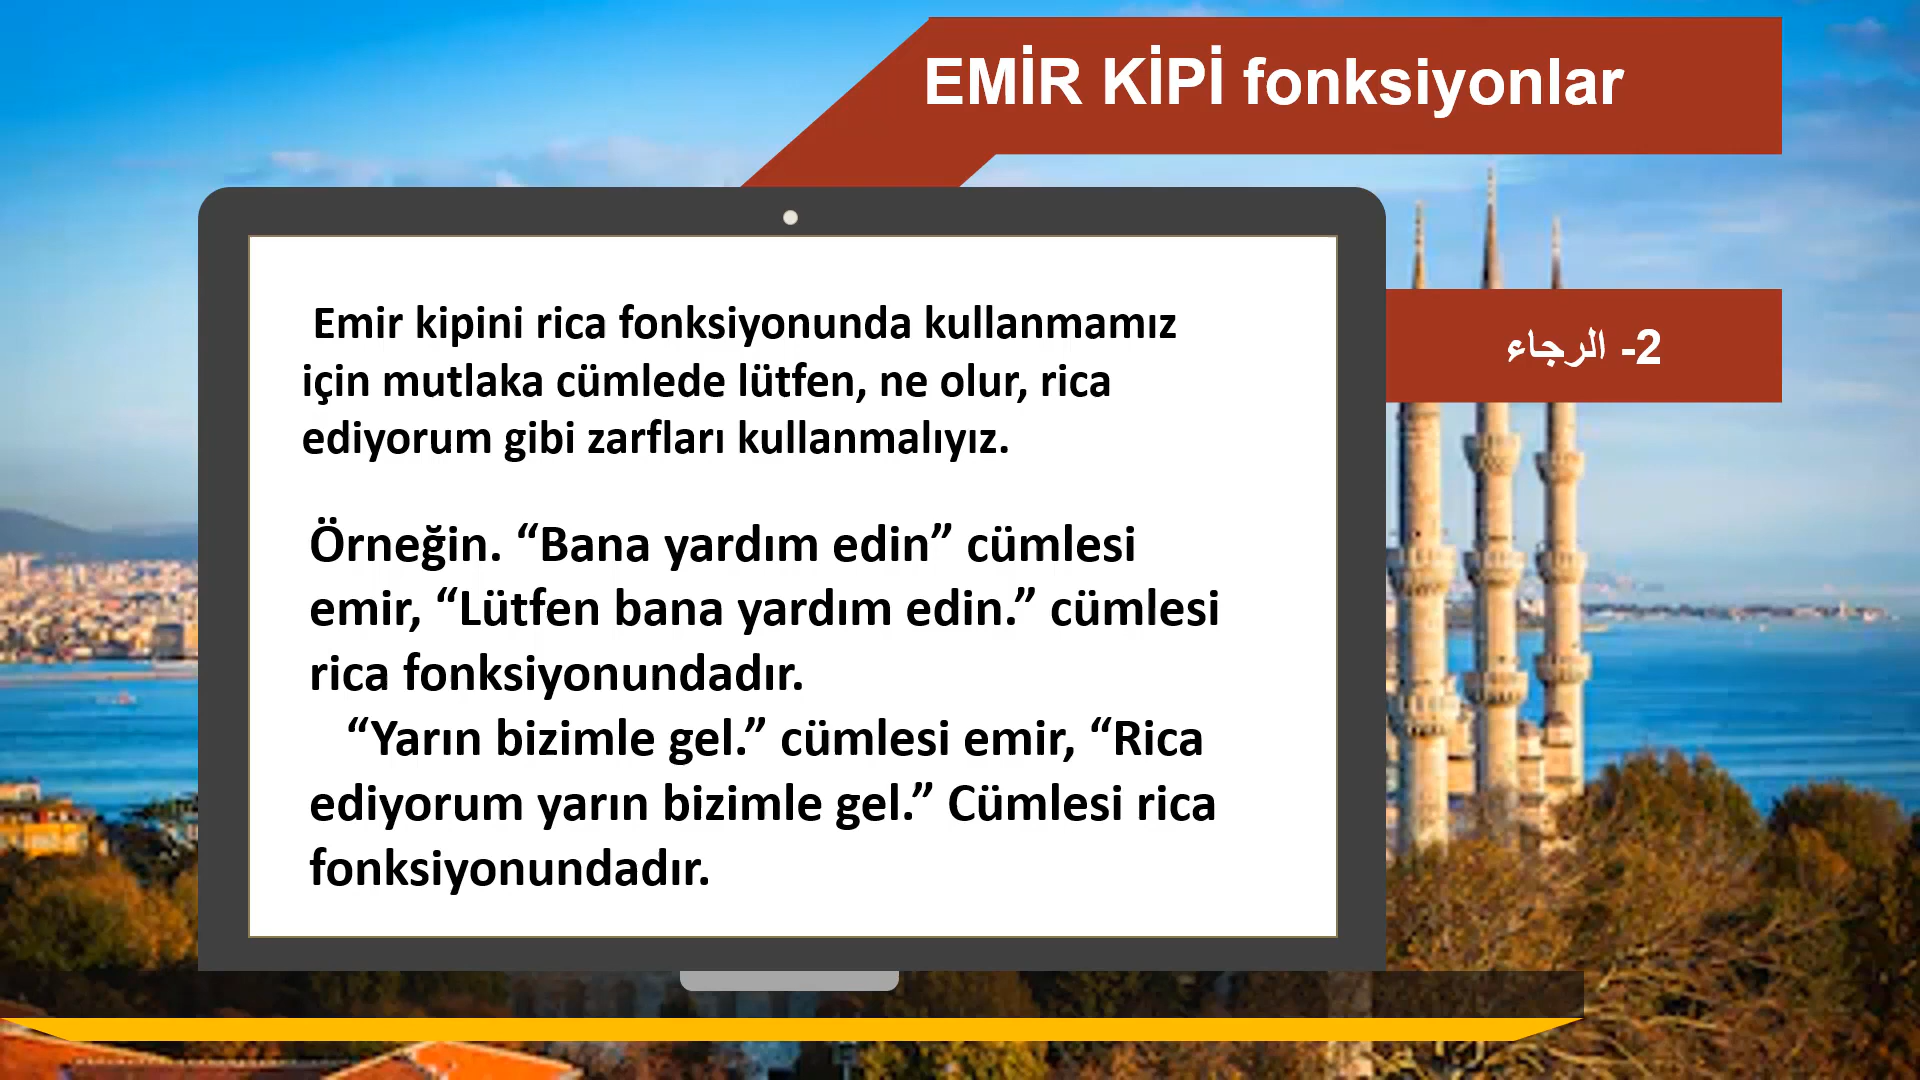 EMİR KİPİ fonksiyonlar
2- الرجاء
Emir kipini rica fonksiyonunda kullanmamız
için mutlaka cümlede lütfen, ne olur, rica
ediyorum gibi zarfları kullanmalıyız.
Örneğin. “Bana yardım edin” cümlesi
emir, “Lütfen bana yardım edin.” cümlesi
rica fonksiyonundadır.
“Yarın bizimle gel.” cümlesi emir, “Rica
ediyorum yarın bizimle gel.” Cümlesi rica
fonksiyonundadır.